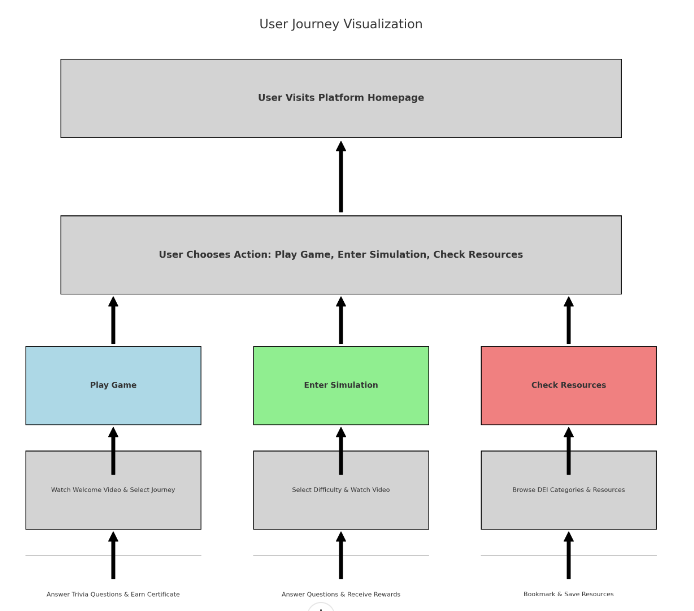 User Journey Visualization
User Visits Platform Homepage
User Chooses Action: Play Game, Enter Simulation, Check Resources
Play Game
Enter Simulation
Check Resources
Watch Welcome Video & Select Journey
Select Difficulty & Watch Video
Browse DEI Categories & Resources
Answer Trivia Questions & Earn Certificate
Answer Questions & Receive Rewards
Bookmark & Save Resources